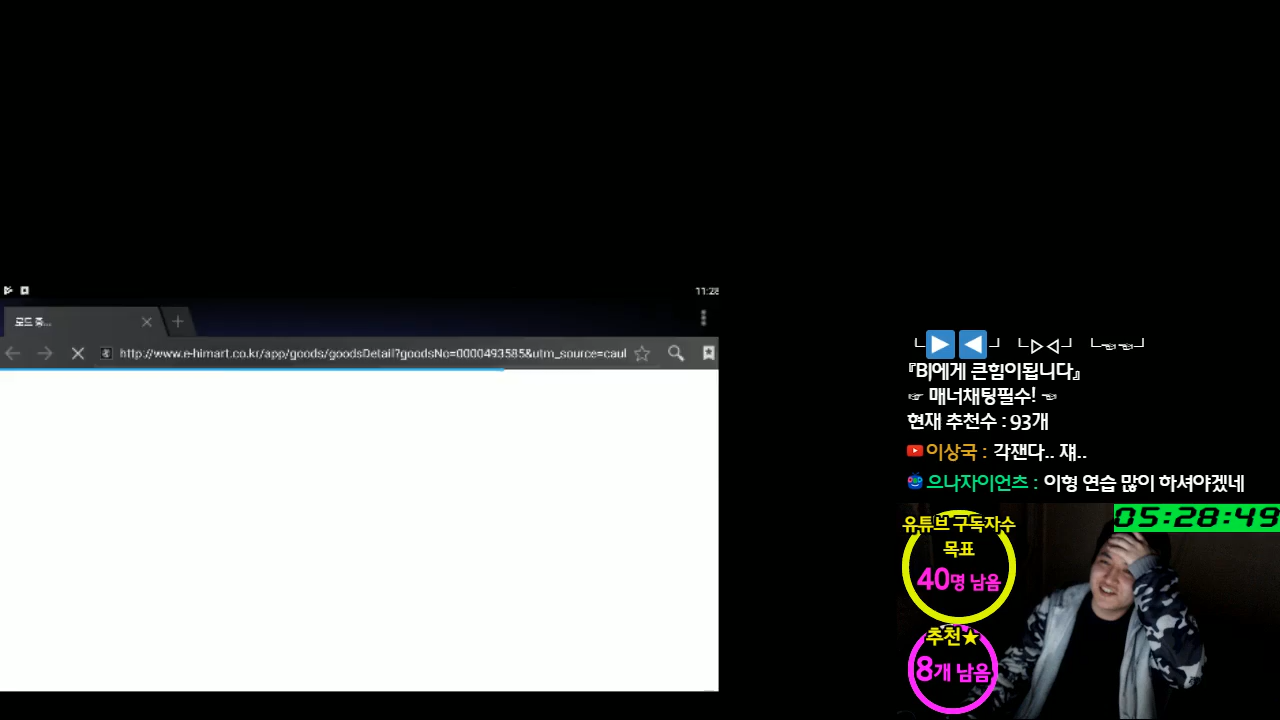 11:28
로드 중...
http://www.e-himart.co.kr/app/goods/goodsDetail?goodsNo=0000493585&utm_source=caul
『BJ에게 큰힘이됩니다』
☞ 매너채팅필수! ☜
현재 추천수 : 93개
이상국 : 각잰다.. 쟤..
으나자이언츠 : 이형 연습 많이 하셔야겠네
05:28:49
유튜브 구독자수
목표
40명 남음
추천★
8개 남음